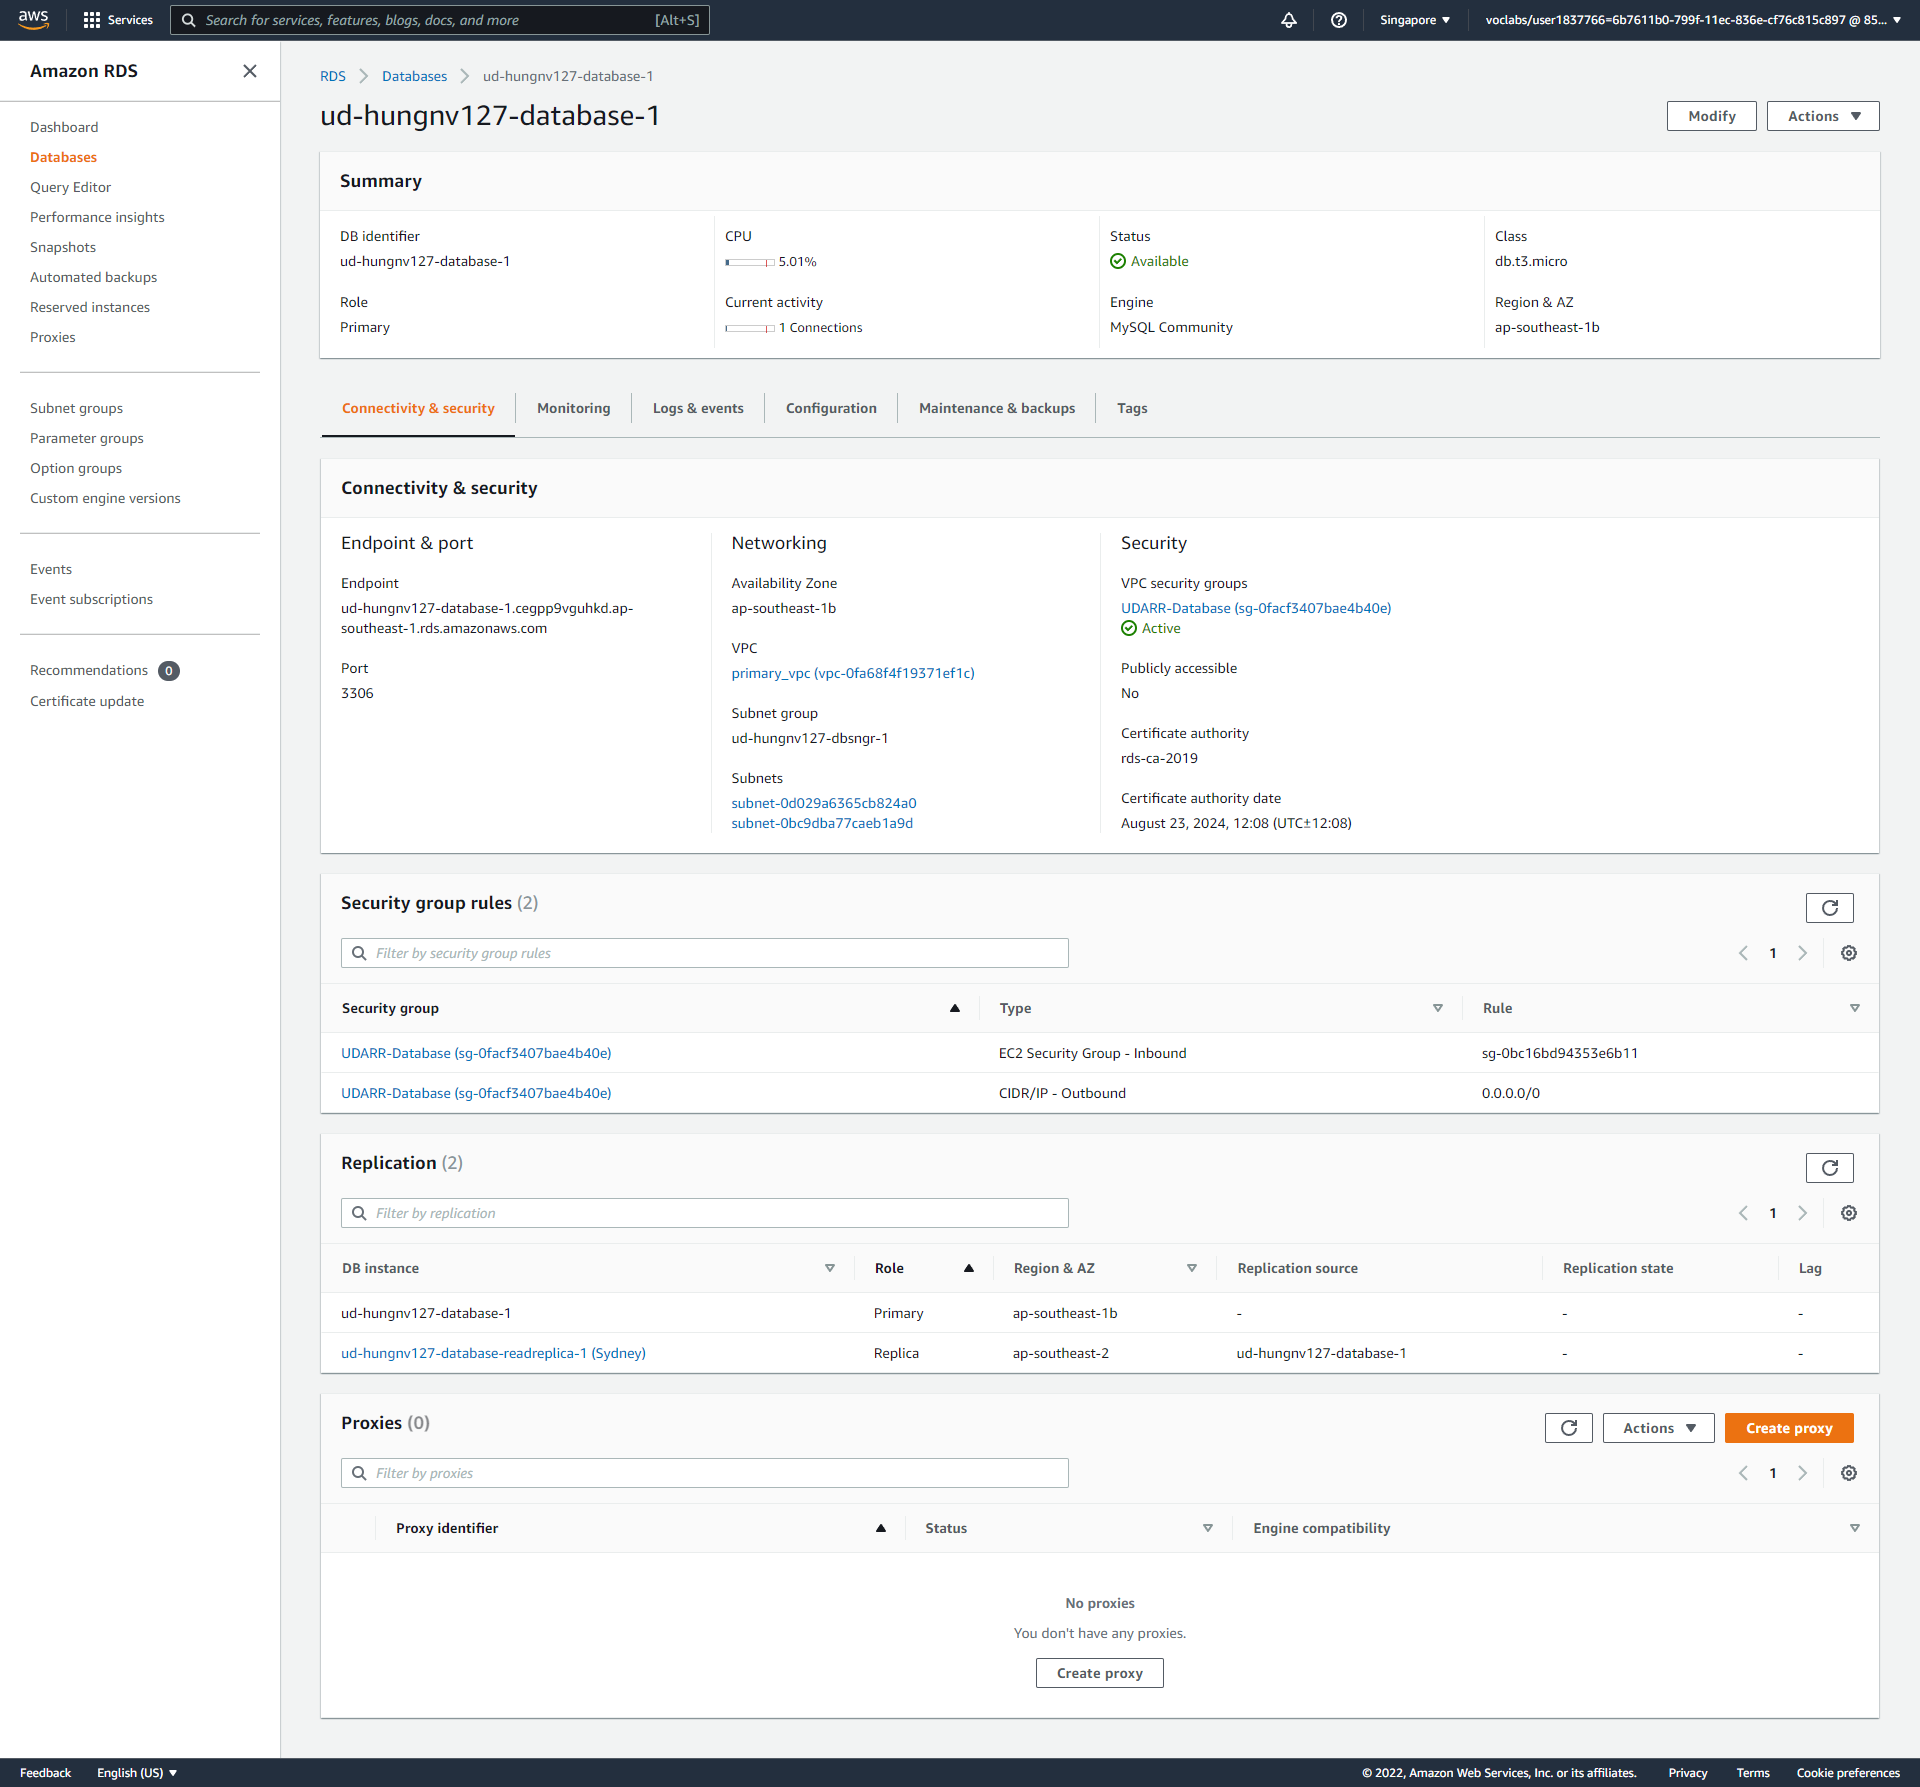 aws
Services
Search for services, features, blogs, docs, and more
[Alt+S]
Singapore
voclabs/user1837766=6b7611b0-799f-11ec-836e-cf76c815c897 @ 85...
Amazon RDS
Dashboard
Databases
Query Editor
Performance insights
Snapshots
Automated backups
Reserved instances
Proxies
Subnet groups
Parameter groups
Option groups
Custom engine versions
Events
Event subscriptions
Recommendations 0
Certificate update
RDS > Databases > ud-hungnv127-database-1
ud-hungnv127-database-1
Modify
Actions
Summary
DB identifier
ud-hungnv127-database-1
CPU
5.01%
Status
Available
Class
db.t3.micro
Role
Primary
Current activity
1 Connections
Engine
MySQL Community
Region & AZ
ap-southeast-1b
Connectivity & security
Monitoring
Logs & events
Configuration
Maintenance & backups
Tags
Connectivity & security
Endpoint & port
Endpoint
ud-hungnv127-database-1.cegpp9vguhkd.ap-
southeast-1.rds.amazonaws.com
Port
3306
Networking
Availability Zone
ap-southeast-1b
VPC
primary_vpc (vpc-0fa68f4f19371ef1c)
Subnet group
ud-hungnv127-dbsngr-1
Subnets
subnet-0d029a6365cb824a0
subnet-0bc9dba77caeb1a9d
Security
VPC security groups
UDARR-Database (sg-0facf3407bae4b40e)
Active
Publicly accessible
No
Certificate authority
rds-ca-2019
Certificate authority date
August 23, 2024, 12:08 (UTC±12:08)
Security group rules (2)
Filter by security group rules
1
Security group Type Rule
UDARR-Database (sg-0facf3407bae4b40e) EC2 Security Group - Inbound sg-0bc16bd94353e6b11
UDARR-Database (sg-0facf3407bae4b40e) CIDR/IP - Outbound 0.0.0.0/0
Replication (2)
Filter by replication
1
DB instance Role Region & AZ Replication source Replication state Lag
ud-hungnv127-database-1 Primary ap-southeast-1b - - -
ud-hungnv127-database-readreplica-1 (Sydney) Replica ap-southeast-2 ud-hungnv127-database-1 - -
Proxies (0)
Actions
Create proxy
Filter by proxies
1
Proxy identifier Status Engine compatibility
No proxies
You don't have any proxies.
Create proxy
Feedback
English (US)
© 2022, Amazon Web Services, Inc. or its affiliates.
Privacy
Terms
Cookie preferences